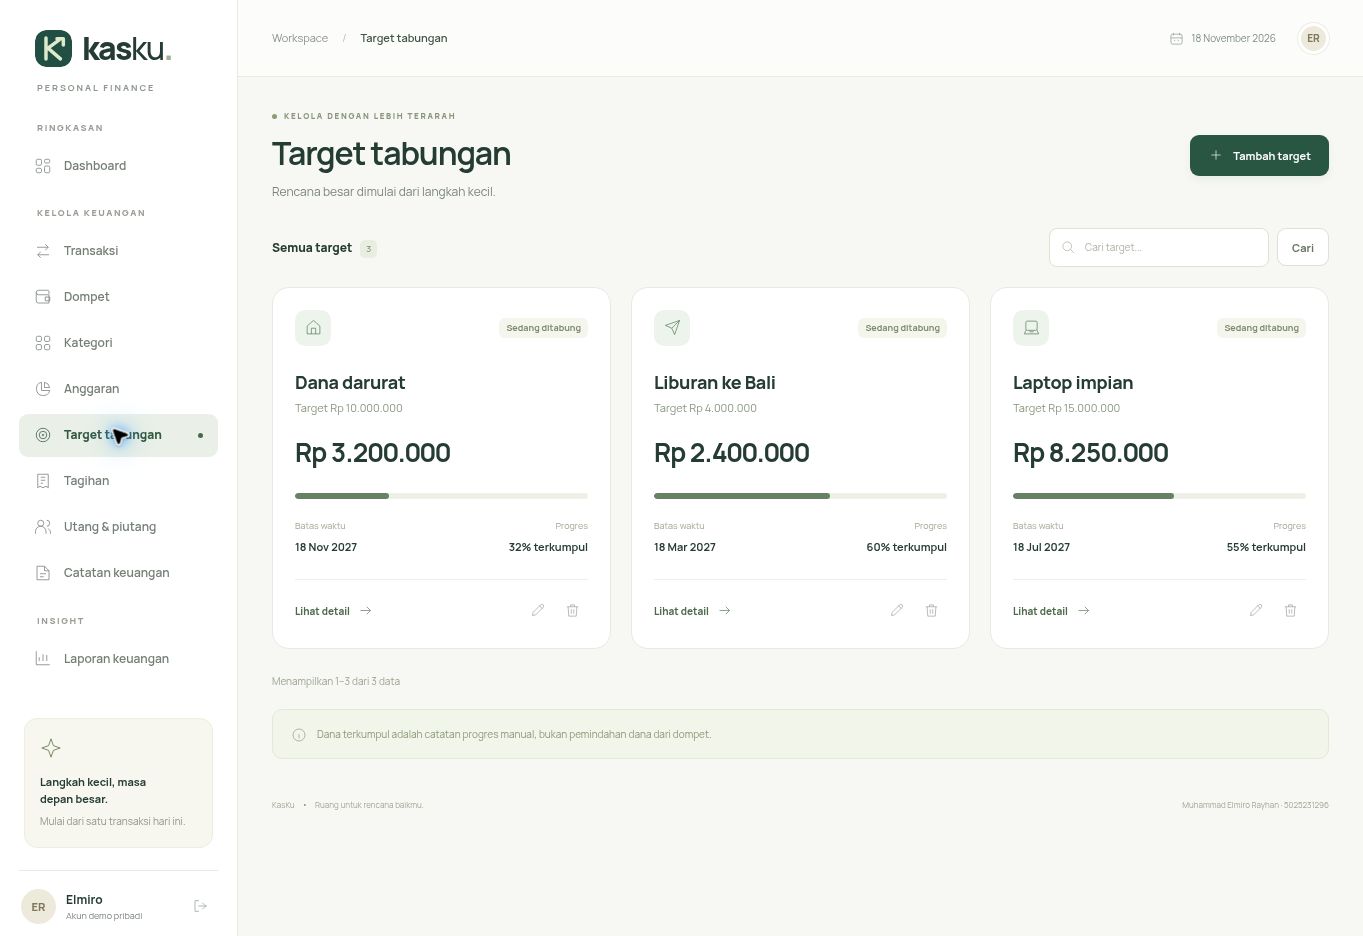 kasku.
PERSONAL FINANCE
RINGKASAN
Dashboard
KELOLA KEUANGAN
Transaksi
Dompet
Kategori
Anggaran
Target tabungan
Tagihan
Utang & piutang
Catatan keuangan
INSIGHT
Laporan keuangan
Langkah kecil, masa
depan besar.
Mulai dari satu transaksi hari ini.
ER
Elmiro
Akun demo pribadi
Workspace / Target tabungan
18 November 2026
ER
KELOLA DENGAN LEBIH TERARAH
Target tabungan
Rencana besar dimulai dari langkah kecil.
Tambah target
Semua target 3
Cari target...
Cari
Sedang ditabung
Dana darurat
Target Rp 10.000.000
Rp 3.200.000
Batas waktu Progres
18 Nov 2027 32% terkumpul
Lihat detail
Sedang ditabung
Liburan ke Bali
Target Rp 4.000.000
Rp 2.400.000
Batas waktu Progres
18 Mar 2027 60% terkumpul
Lihat detail
Sedang ditabung
Laptop impian
Target Rp 15.000.000
Rp 8.250.000
Batas waktu Progres
18 Jul 2027 55% terkumpul
Lihat detail
Menampilkan 1–3 dari 3 data
Dana terkumpul adalah catatan progres manual, bukan pemindahan dana dari dompet.
KasKu • Ruang untuk rencana baikmu.
Muhammad Elmiro Rayhan · 5025231296